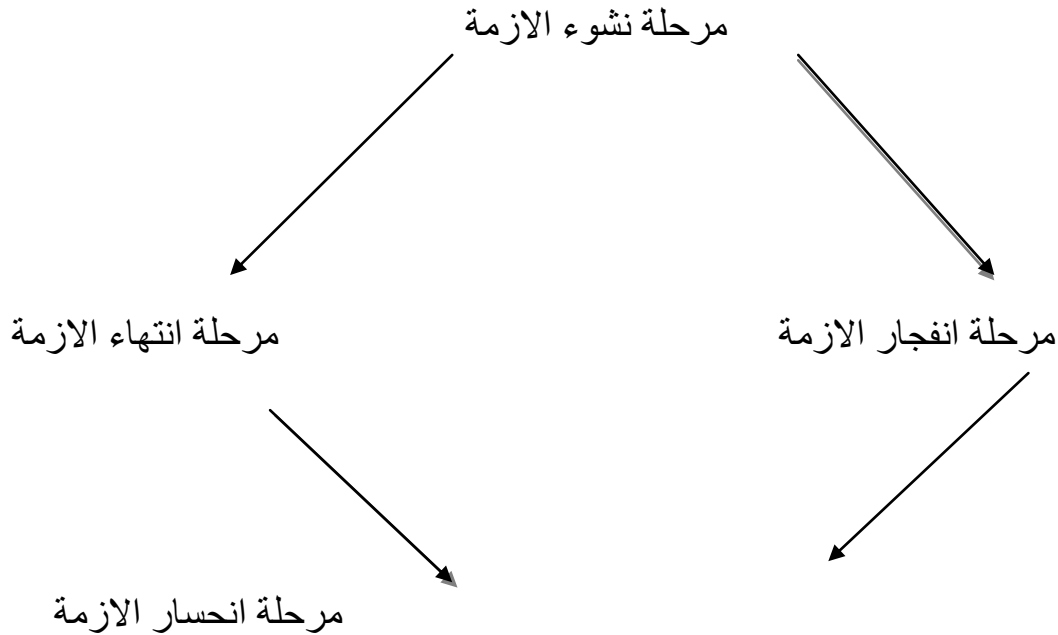 مرحلة نشوء الازمة
مرحلة انفجار الازمة
مرحلة انتهاء الازمة
مرحلة انحسار الازمة